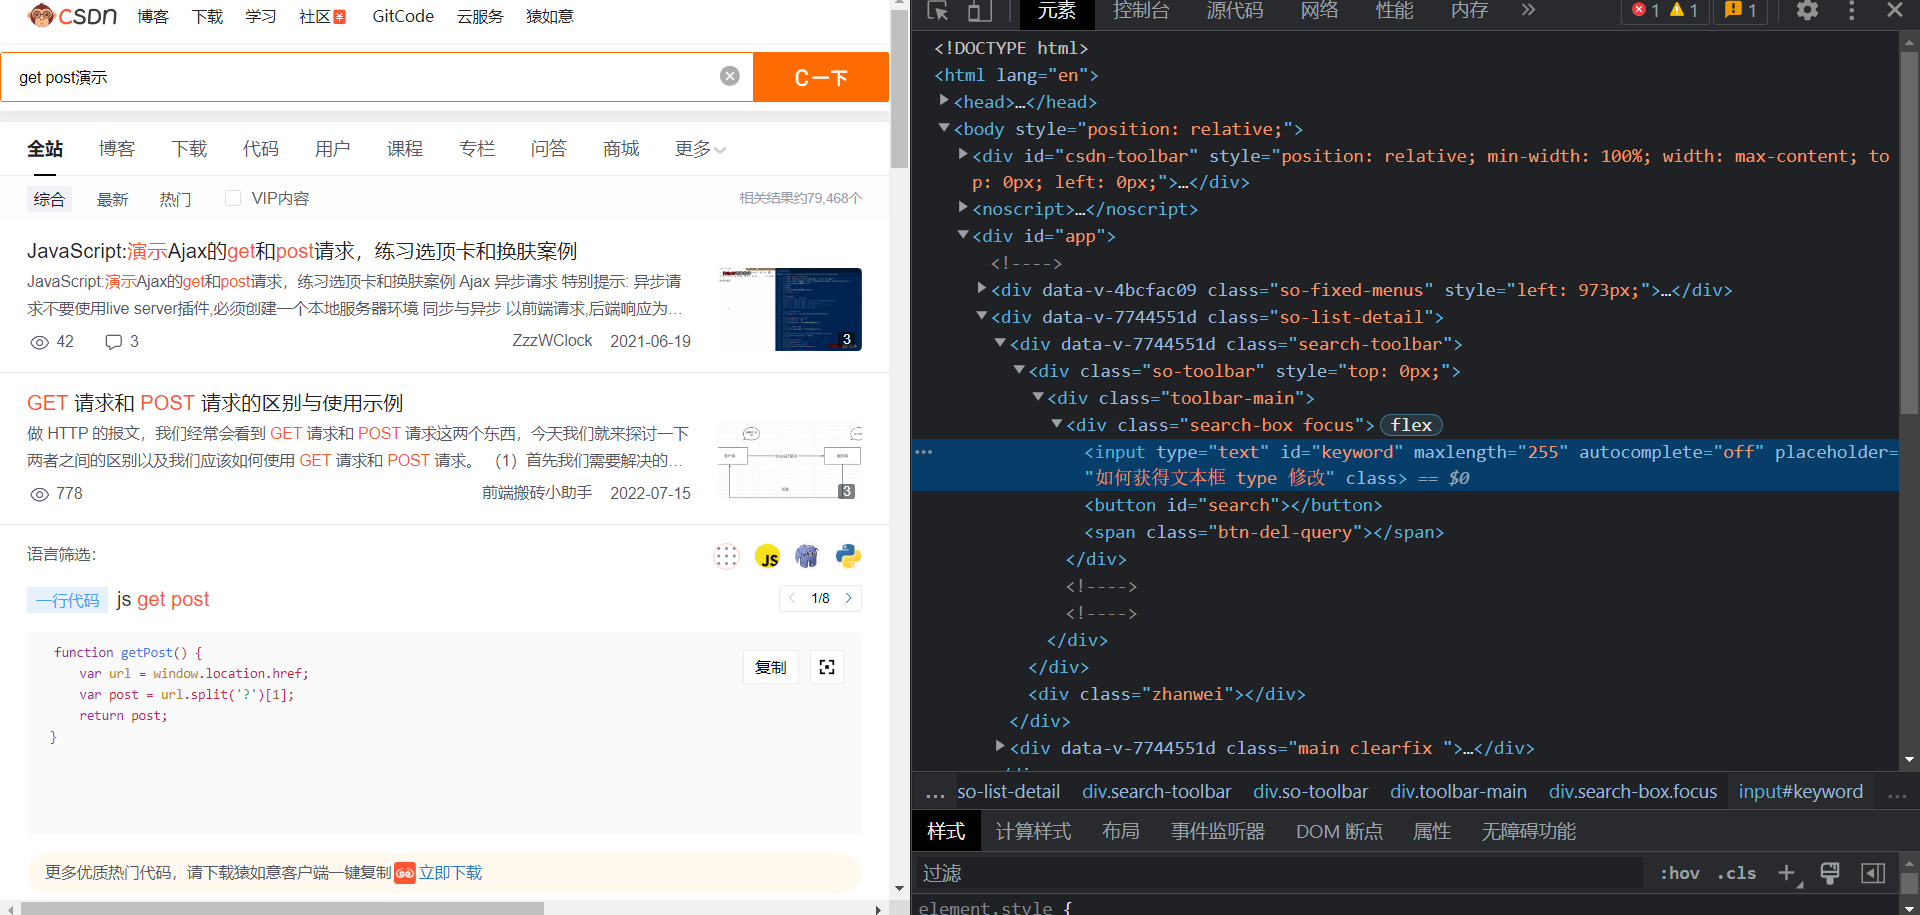 CSDN 博客 下载 学习 社区 GitCode 云服务 猿如意
get post演示
C一下
全站 博客 下载 代码 用户 课程 专栏 问答 商城 更多
综合 最新 热门 VIP内容 相关结果约79,468个
JavaScript:演示Ajax的get和post请求，练习选项卡和换肤案例
JavaScript:演示Ajax的get和post请求，练习选项卡和换肤案例 Ajax 异步请求 特别提示: 异步请
求不要使用live server插件,必须创建一个本地服务器环境 同步与异步 以前端请求,后端响应为...
3
42 3 ZzzWClock 2021-06-19
GET 请求和 POST 请求的区别与使用示例
做 HTTP 的报文，我们经常会看到 GET 请求和 POST 请求这两个东西，今天我们就来探讨一下
两者之间的区别以及我们应该如何使用 GET 请求和 POST 请求。 （1）首先我们需要解决的...
3
778 前端搬砖小助手 2022-07-15
语言筛选：
JS
一行代码 js get post
1/8
function getPost() {
var url = window.location.href;
var post = url.split('?')[1];
return post;
}
复制
更多优质热门代码，请下载猿如意客户端一键复制 立即下载
元素 控制台 源代码 网络 性能 内存 » 1 1 1
<!DOCTYPE html>
<html lang="en">
<head>…</head>
<body style="position: relative;">
<div id="csdn-toolbar" style="position: relative; min-width: 100%; width: max-content; to
p: 0px; left: 0px;">…</div>
<noscript>…</noscript>
<div id="app">
<!---->
<div data-v-4bcfac09 class="so-fixed-menus" style="left: 973px;">…</div>
<div data-v-7744551d class="so-list-detail">
<div data-v-7744551d class="search-toolbar">
<div class="so-toolbar" style="top: 0px;">
<div class="toolbar-main">
<div class="search-box focus"> flex
<input type="text" id="keyword" maxlength="255" autocomplete="off" placeholder=
"如何获得文本框 type 修改" class> == $0
<button id="search"></button>
<span class="btn-del-query"></span>
</div>
<!---->
<!---->
</div>
</div>
<div class="zhanwei"></div>
</div>
<div data-v-7744551d class="main clearfix ">…</div>
... so-list-detail div.search-toolbar div.so-toolbar div.toolbar-main div.search-box.focus input#keyword ...
样式 计算样式 布局 事件监听器 DOM 断点 属性 无障碍功能
过滤 :hov .cls
element.style {